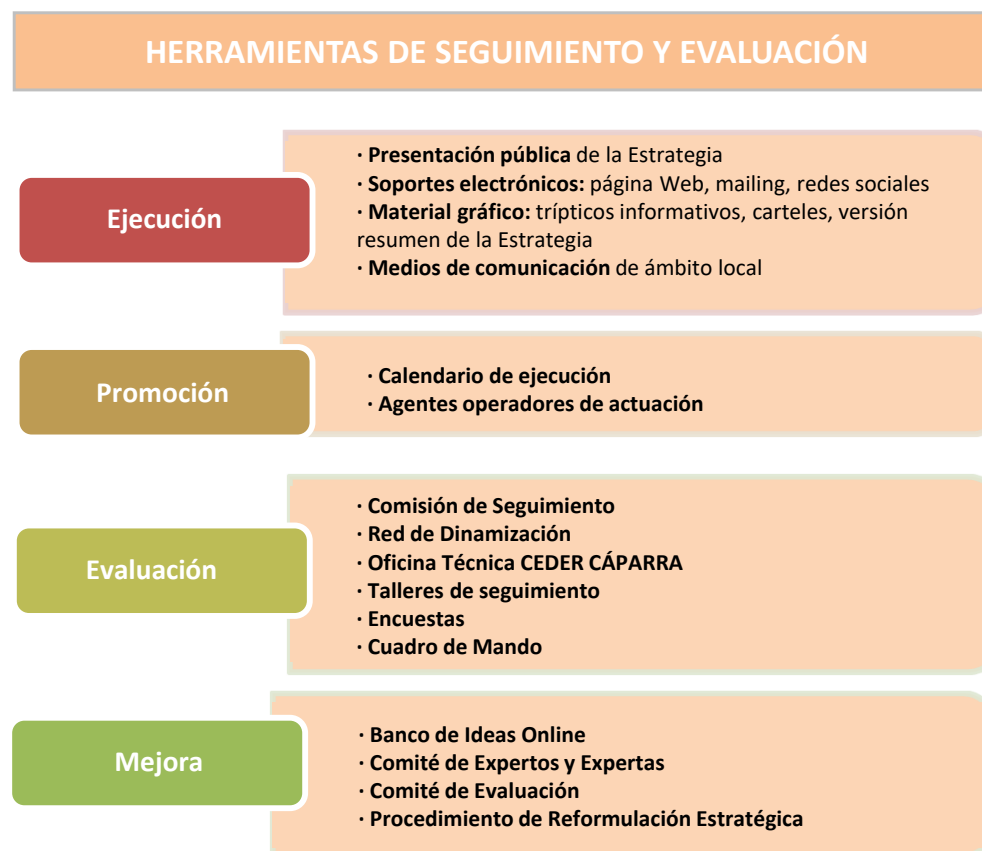 HERRAMIENTAS DE SEGUIMIENTO Y EVALUACIÓN
Ejecución
· Presentación pública de la Estrategia
· Soportes electrónicos: página Web, mailing, redes sociales
· Material gráfico: trípticos informativos, carteles, versión
resumen de la Estrategia
· Medios de comunicación de ámbito local
Promoción
· Calendario de ejecución
· Agentes operadores de actuación
Evaluación
· Comisión de Seguimiento
· Red de Dinamización
· Oficina Técnica CEDER CÁPARRA
· Talleres de seguimiento
· Encuestas
· Cuadro de Mando
Mejora
· Banco de Ideas Online
· Comité de Expertos y Expertas
· Comité de Evaluación
· Procedimiento de Reformulación Estratégica